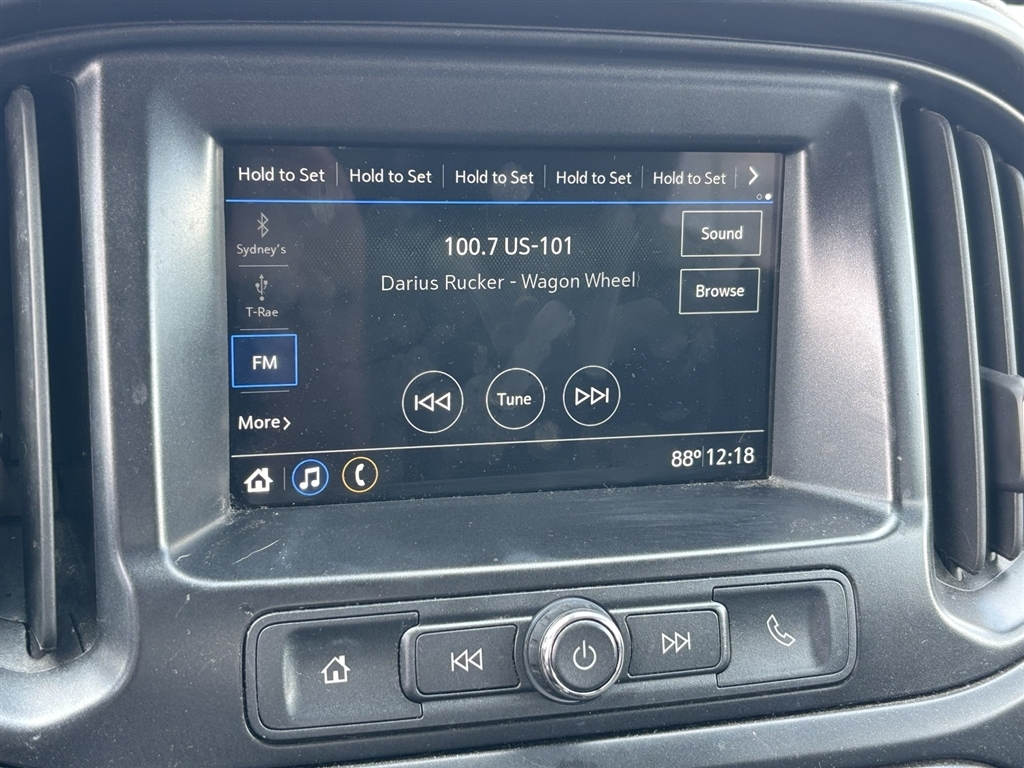 Hold to Set Hold to Set Hold to Set Hold to Set Hold to Set
Sydney's
T-Rae
FM
More
100.7 US-101
Darius Rucker - Wagon Wheel
Sound
Browse
Tune
88° 12:18